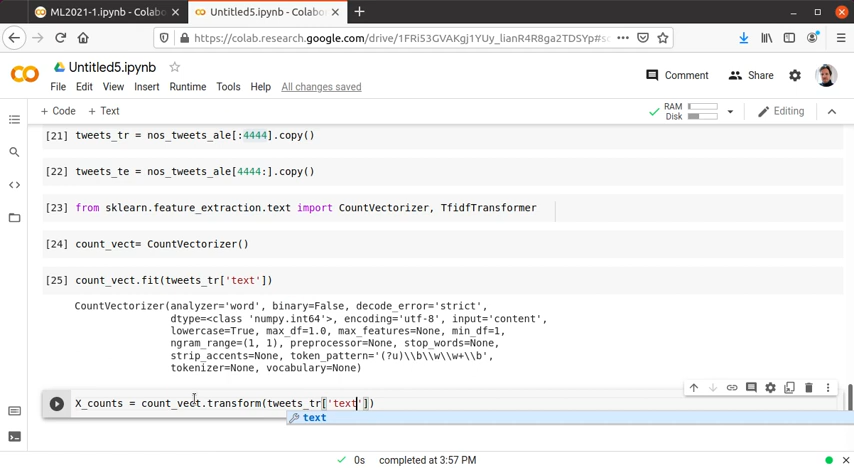 ML2021-1.ipynb - Colabo
Untitled5.ipynb - Colabo
https://colab.research.google.com/drive/1FRi53GVAKgj1YUy_lianR4R8ga2TDSYp#sc
Untitled5.ipynb
Comment
Share
File Edit View Insert Runtime Tools Help All changes saved
+ Code + Text
RAM
Disk
Editing
[21] tweets_tr = nos_tweets_ale[:4444].copy()
[22] tweets_te = nos_tweets_ale[4444:].copy()
[23] from sklearn.feature_extraction.text import CountVectorizer, TfidfTransformer
[24] count_vect= CountVectorizer()
[25] count_vect.fit(tweets_tr['text'])
CountVectorizer(analyzer='word', binary=False, decode_error='strict',
dtype=<class 'numpy.int64'>, encoding='utf-8', input='content',
lowercase=True, max_df=1.0, max_features=None, min_df=1,
ngram_range=(1, 1), preprocessor=None, stop_words=None,
strip_accents=None, token_pattern='(?u)\\b\\w\\w+\\b',
tokenizer=None, vocabulary=None)
X_counts = count_vect.transform(tweets_tr['text'])
text
0s completed at 3:57 PM